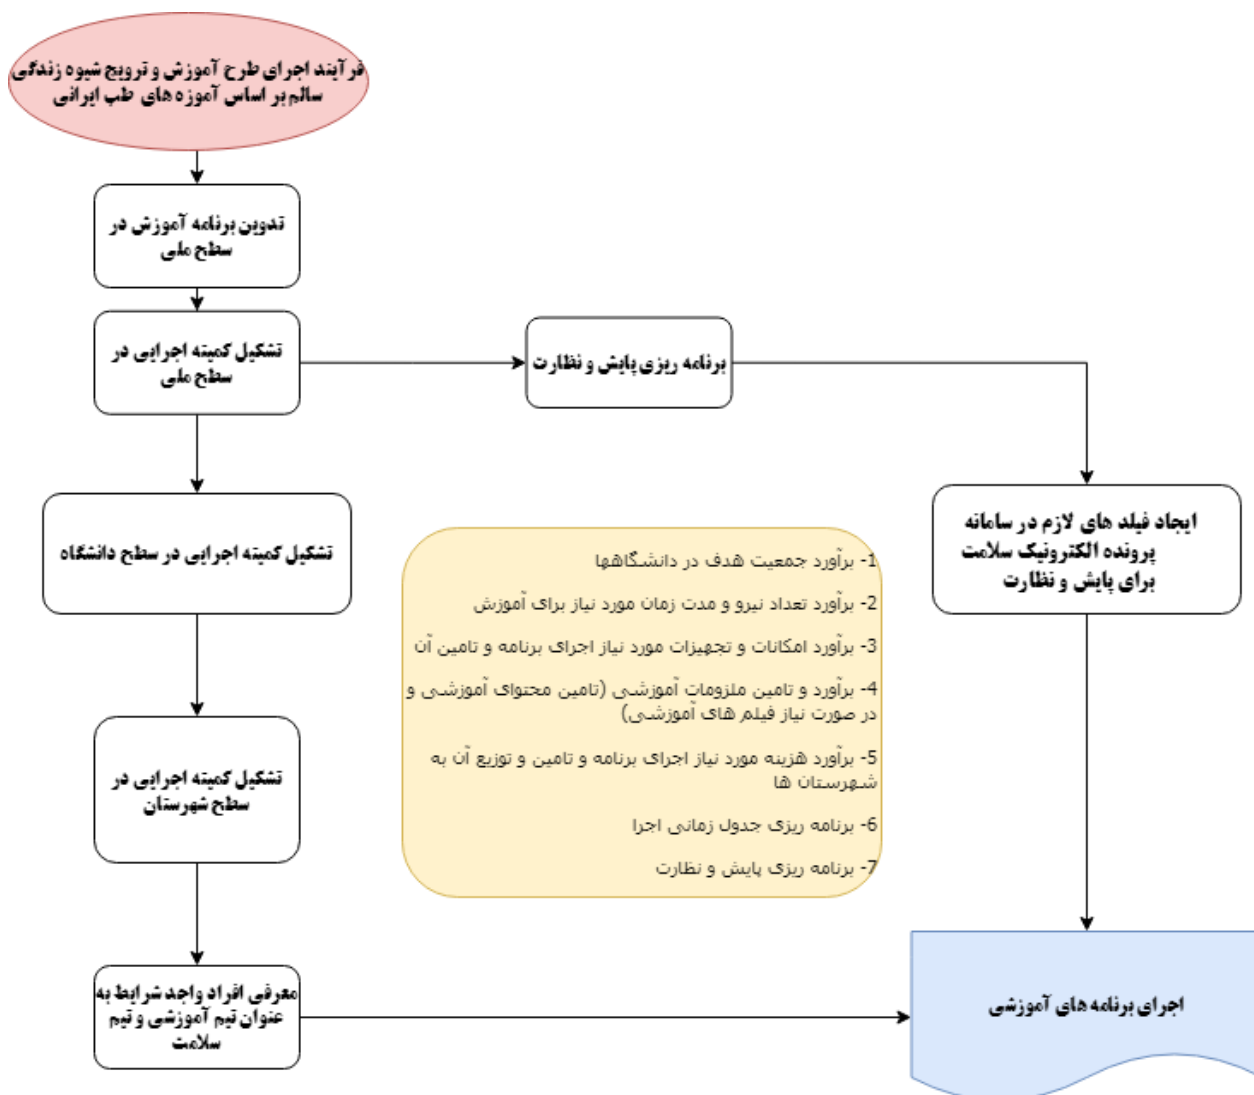 فرآیند اجرای طرح آموزش و ترویج شیوه زندگی
سالم بر اساس آموزه های طب ایرانی
تدوین برنامه آموزش در
سطح ملی
تشکیل کمیته اجرایی در
سطح ملی
برنامه ریزی پایش و نظارت
تشکیل کمیته اجرایی در سطح دانشگاه
ایجاد فیلد های لازم در سامانه
پرونده الکترونیک سلامت
برای پایش و نظارت
1- برآورد جمعیت هدف در دانشگاهها
2- برآورد تعداد نیرو و مدت زمان مورد نیاز برای آموزش
3- برآورد امکانات و تجهیزات مورد نیاز اجرای برنامه و تامین آن
4- برآورد و تامین ملزومات آموزشی (تامین محتوای آموزشی و
در صورت نیاز فیلم های آموزشی)
5- برآورد هزینه مورد نیاز اجرای برنامه و تامین و توزیع آن به
شهرستان ها
6- برنامه ریزی جدول زمانی اجرا
7- برنامه ریزی پایش و نظارت
تشکیل کمیته اجرایی در
سطح شهرستان
معرفی افراد واجد شرایط به
عنوان تیم آموزشی و تیم
سلامت
اجرای برنامه های آموزشی